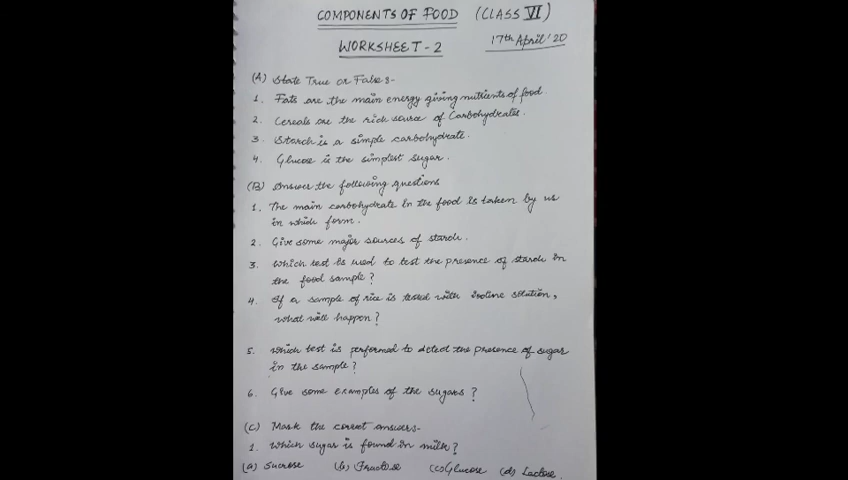 COMPONENTS OF FOOD (CLASS VI)
WORKSHEET-2 17th April '20
(A) State True or False:-
1. Fats are the main energy giving nutrients of food.
2. Cereals are the rich source of Carbohydrates.
3. Starch is a simple carbohydrate.
4. Glucose is the simplest sugar.
(B) Answer the following questions
1. The main carbohydrate in the food is taken by us
in which form.
2. Give some major sources of starch.
3. Which test is used to test the presence of starch in
the food sample?
4. If a sample of rice is tested with iodine solution,
what will happen?
5. Which test is performed to detect the presence of sugar
in the sample?
6. Give some examples of the sugars?
(C) Mark the correct answers:-
1. Which sugar is found in milk?
(a) Sucrose (b) Fructose (c) Glucose (d) Lactose.